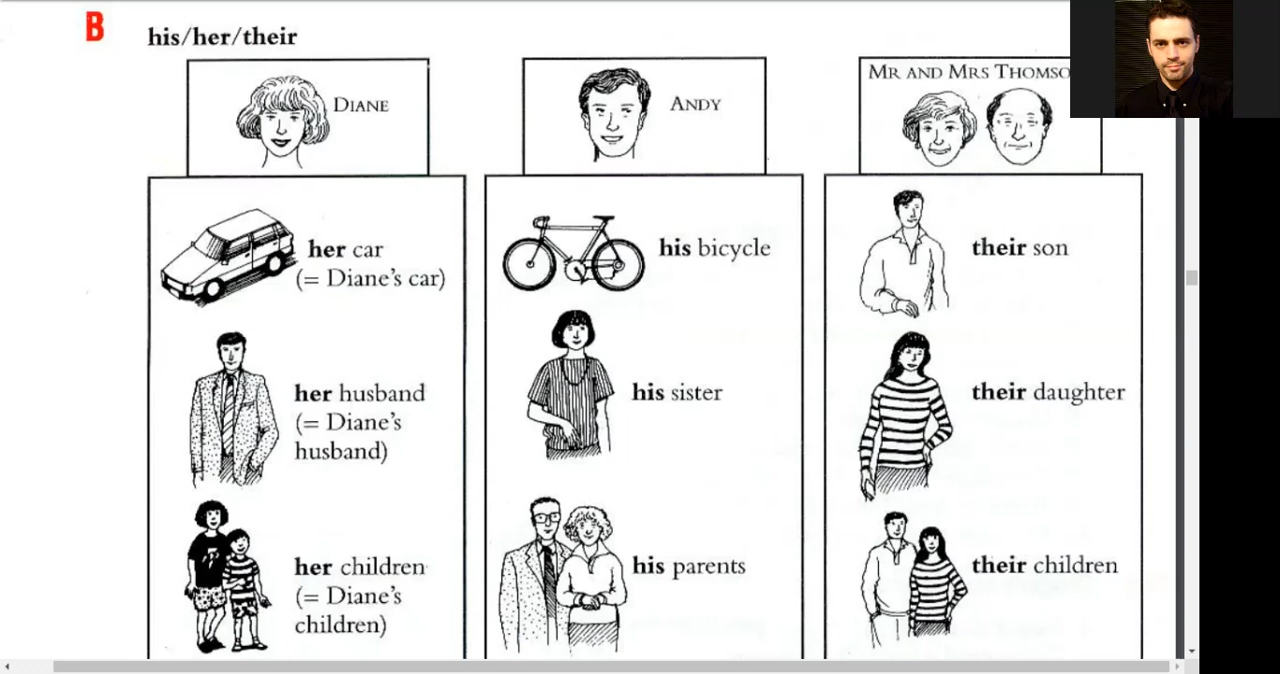 B
his/her/their
DIANE
her car
(= Diane's car)
her husband
(= Diane's
husband)
her children
(= Diane's
children)
ANDY
his bicycle
his sister
his parents
MR AND MRS THOMSO
their son
their daughter
their children